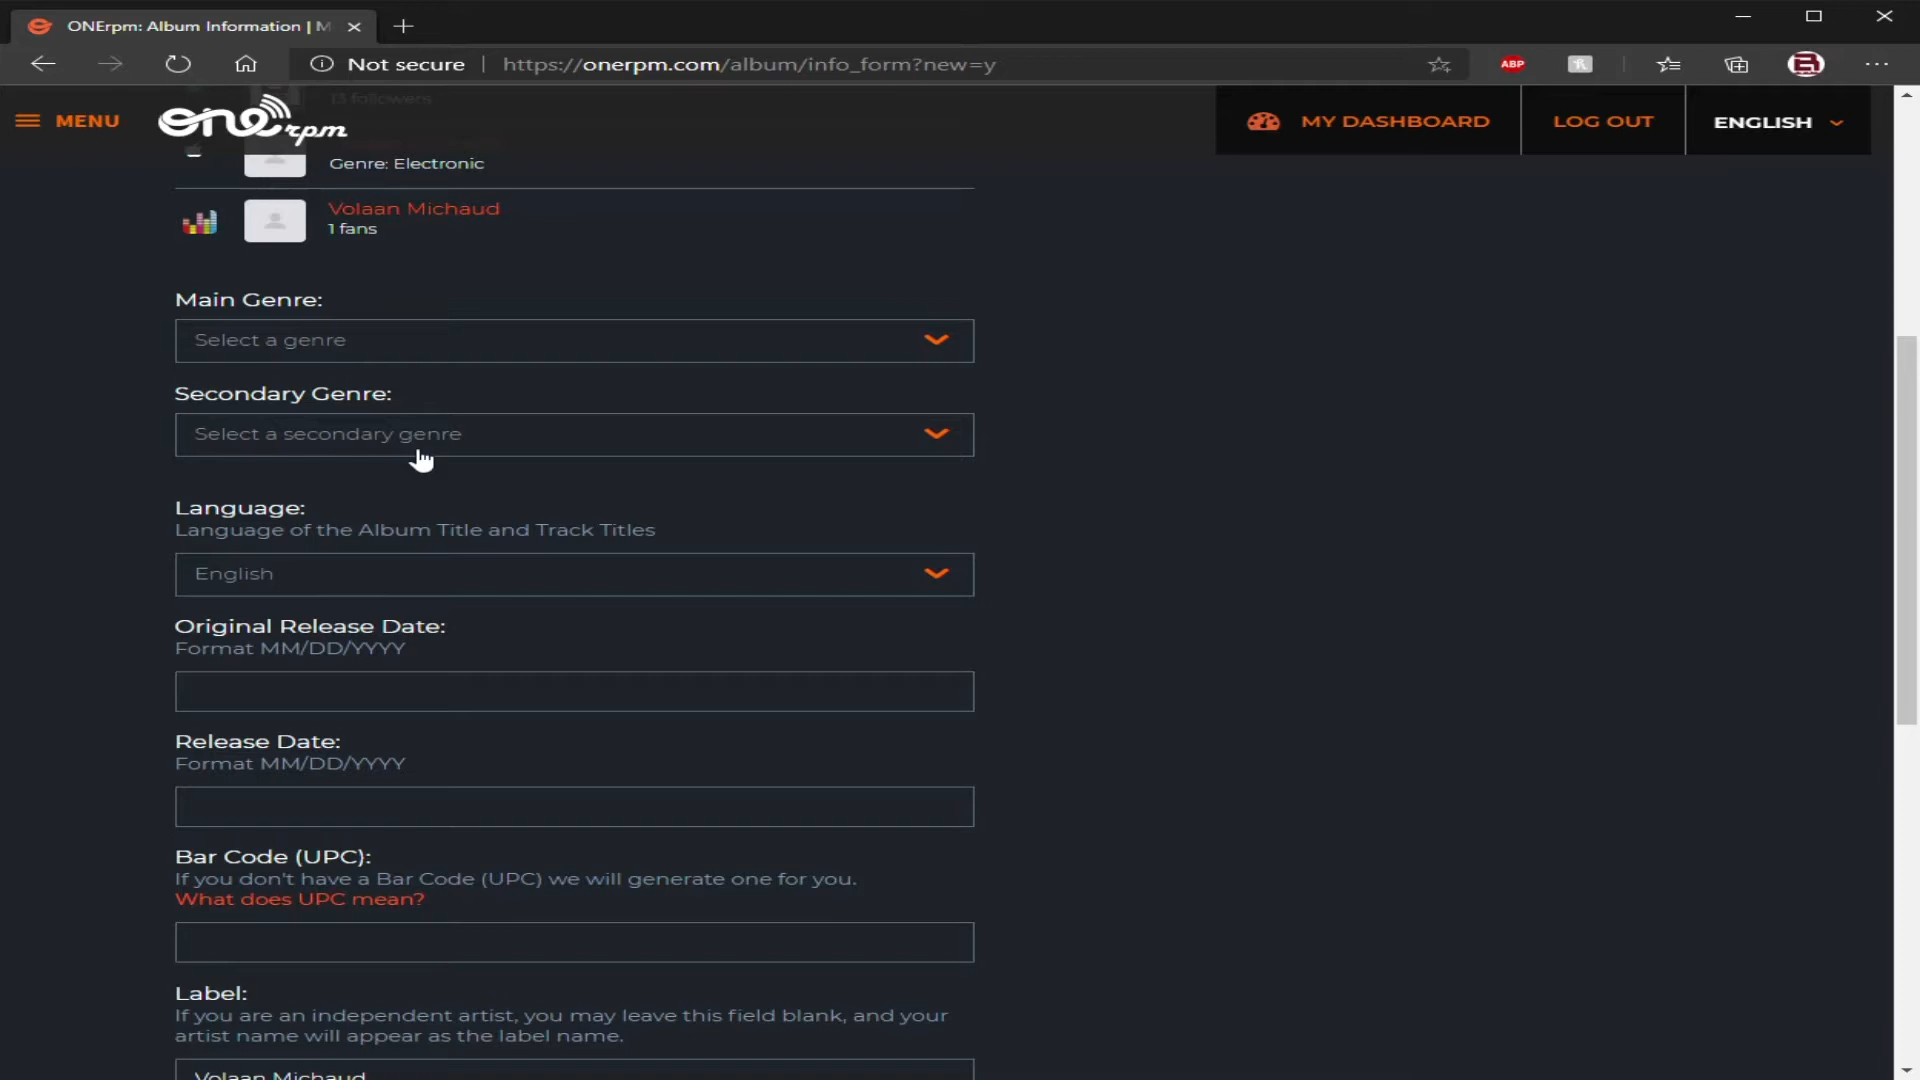 ONErpm: Album Information | M
Not secure
https://onerpm.com/album/info_form?new=y
ABP
13 followers
MENU
onerpm
MY DASHBOARD
LOG OUT
ENGLISH
Genre: Electronic
Volaan Michaud
1 fans
Main Genre:
Select a genre
Secondary Genre:
Select a secondary genre
Language:
Language of the Album Title and Track Titles
English
Original Release Date:
Format MM/DD/YYYY
Release Date:
Format MM/DD/YYYY
Bar Code (UPC):
If you don't have a Bar Code (UPC) we will generate one for you.
What does UPC mean?
Label:
If you are an independent artist, you may leave this field blank, and your
artist name will appear as the label name.
Volaan Michaud